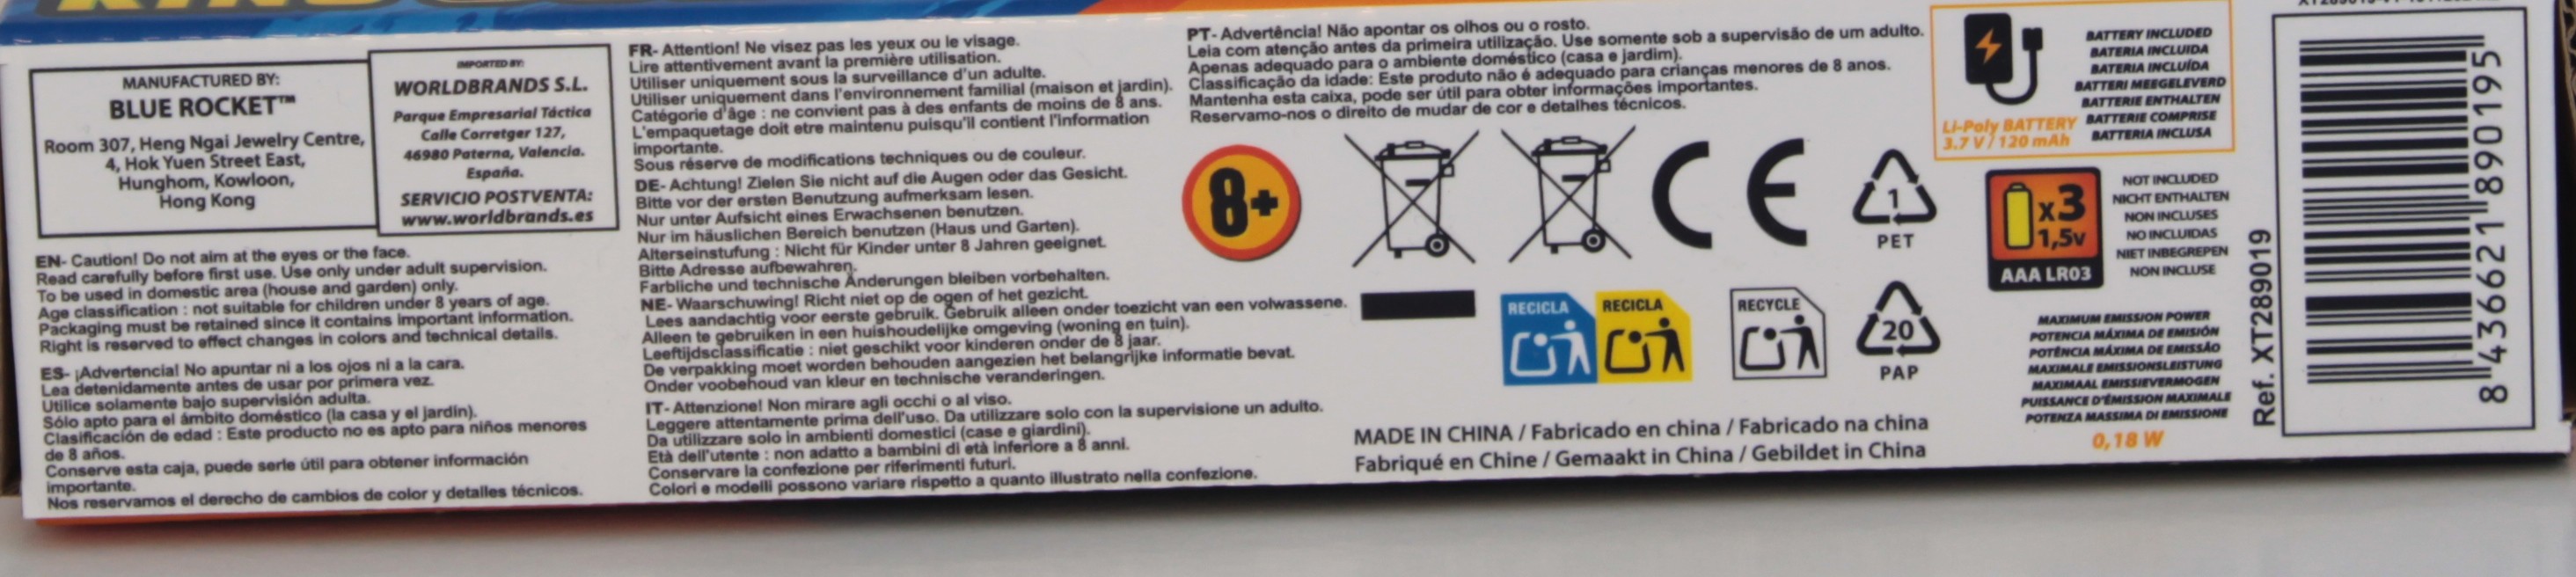 MANUFACTURED BY:
BLUE ROCKET™
Room 307, Heng Ngai Jewelry Centre,
4, Hok Yuen Street East,
Hunghom, Kowloon,
Hong Kong
IMPORTED BY:
WORLDBRANDS S.L.
Parque Empresarial Táctica
Calle Corretger 127,
46980 Paterna, Valencia.
España.
SERVICIO POSTVENTA:
www.worldbrands.es
EN- Caution! Do not aim at the eyes or the face.
Read carefully before first use. Use only under adult supervision.
To be used in domestic area (house and garden) only.
Age classification : not suitable for children under 8 years of age.
Packaging must be retained since it contains important information.
Right is reserved to effect changes in colors and technical details.
ES- ¡Advertencia! No apuntar ni a los ojos ni a la cara.
Lea detenidamente antes de usar por primera vez.
Utilice solamente bajo supervisión adulta.
Sólo apto para el ámbito doméstico (la casa y el jardín).
Clasificación de edad : Este producto no es apto para niños menores
de 8 años.
Conserve esta caja, puede serle útil para obtener información
importante.
Nos reservamos el derecho de cambios de color y detalles técnicos.
FR- Attention! Ne visez pas les yeux ou le visage.
Lire attentivement avant la première utilisation.
Utiliser uniquement sous la surveillance d'un adulte.
Utiliser uniquement dans l'environnement familial (maison et jardin).
Catégorie d'âge : ne convient pas à des enfants de moins de 8 ans.
L'empaquetage doit etre maintenu puisqu'il contient l'information
importante.
Sous réserve de modifications techniques ou de couleur.
DE- Achtung! Zielen Sie nicht auf die Augen oder das Gesicht.
Bitte vor der ersten Benutzung aufmerksam lesen.
Nur unter Aufsicht eines Erwachsenen benutzen.
Nur im häuslichen Bereich benutzen (Haus und Garten).
Alterseinstufung : Nicht für Kinder unter 8 Jahren geeignet.
Bitte Adresse aufbewahren.
Farbliche und technische Änderungen bleiben vorbehalten.
NE- Waarschuwing! Richt niet op de ogen of het gezicht.
Lees aandachtig voor eerste gebruik. Gebruik alleen onder toezicht van een volwassene.
Alleen te gebruiken in een huishoudelijke omgeving (woning en tuin).
Leeftijdsclassificatie : niet geschikt voor kinderen onder de 8 jaar.
De verpakking moet worden behouden aangezien het belangrijke informatie bevat.
Onder voobehoud van kleur en technische veranderingen.
IT- Attenzione! Non mirare agli occhi o al viso.
Leggere attentamente prima dell'uso. Da utilizzare solo con la supervisione un adulto.
Da utilizzare solo in ambienti domestici (case e giardini).
Età dell'utente : non adatto a bambini di età inferiore a 8 anni.
Conservare la confezione per riferimenti futuri.
Colori e modelli possono variare rispetto a quanto illustrato nella confezione.
PT- Advertência! Não apontar os olhos ou o rosto.
Leia com atenção antes da primeira utilização. Use somente sob a supervisão de um adulto.
Apenas adequado para o ambiente doméstico (casa e jardim).
Classificação da idade: Este produto não é adequado para crianças menores de 8 anos.
Mantenha esta caixa, pode ser útil para obter informações importantes.
Reservamo-nos o direito de mudar de cor e detalhes técnicos.
8+
CE
1
PET
RECICLA
RECICLA
RECYCLE
20
PAP
MADE IN CHINA / Fabricado en china / Fabricado na china
Fabriqué en Chine / Gemaakt in China / Gebildet in China
BATTERY INCLUDED
BATERIA INCLUIDA
BATERIA INCLUÍDA
BATTERI MEEGELEVERD
BATTERIE ENTHALTEN
BATTERIE COMPRISE
BATTERIA INCLUSA
Li-Poly BATTERY
3.7 V / 120 mAh
x3
1,5v
AAA LR03
NOT INCLUDED
NICHT ENTHALTEN
NON INCLUSES
NO INCLUIDAS
NIET INBEGREPEN
NON INCLUSE
MAXIMUM EMISSION POWER
POTENCIA MÁXIMA DE EMISIÓN
POTÊNCIA MÁXIMA DE EMISSÃO
MAXIMALE EMISSIONSLEISTUNG
MAXIMAAL EMISSIEVERMOGEN
PUISSANCE D'ÉMISSION MAXIMALE
POTENZA MASSIMA DI EMISSIONE
0,18 W
Ref. XT289019
8 436621 890195